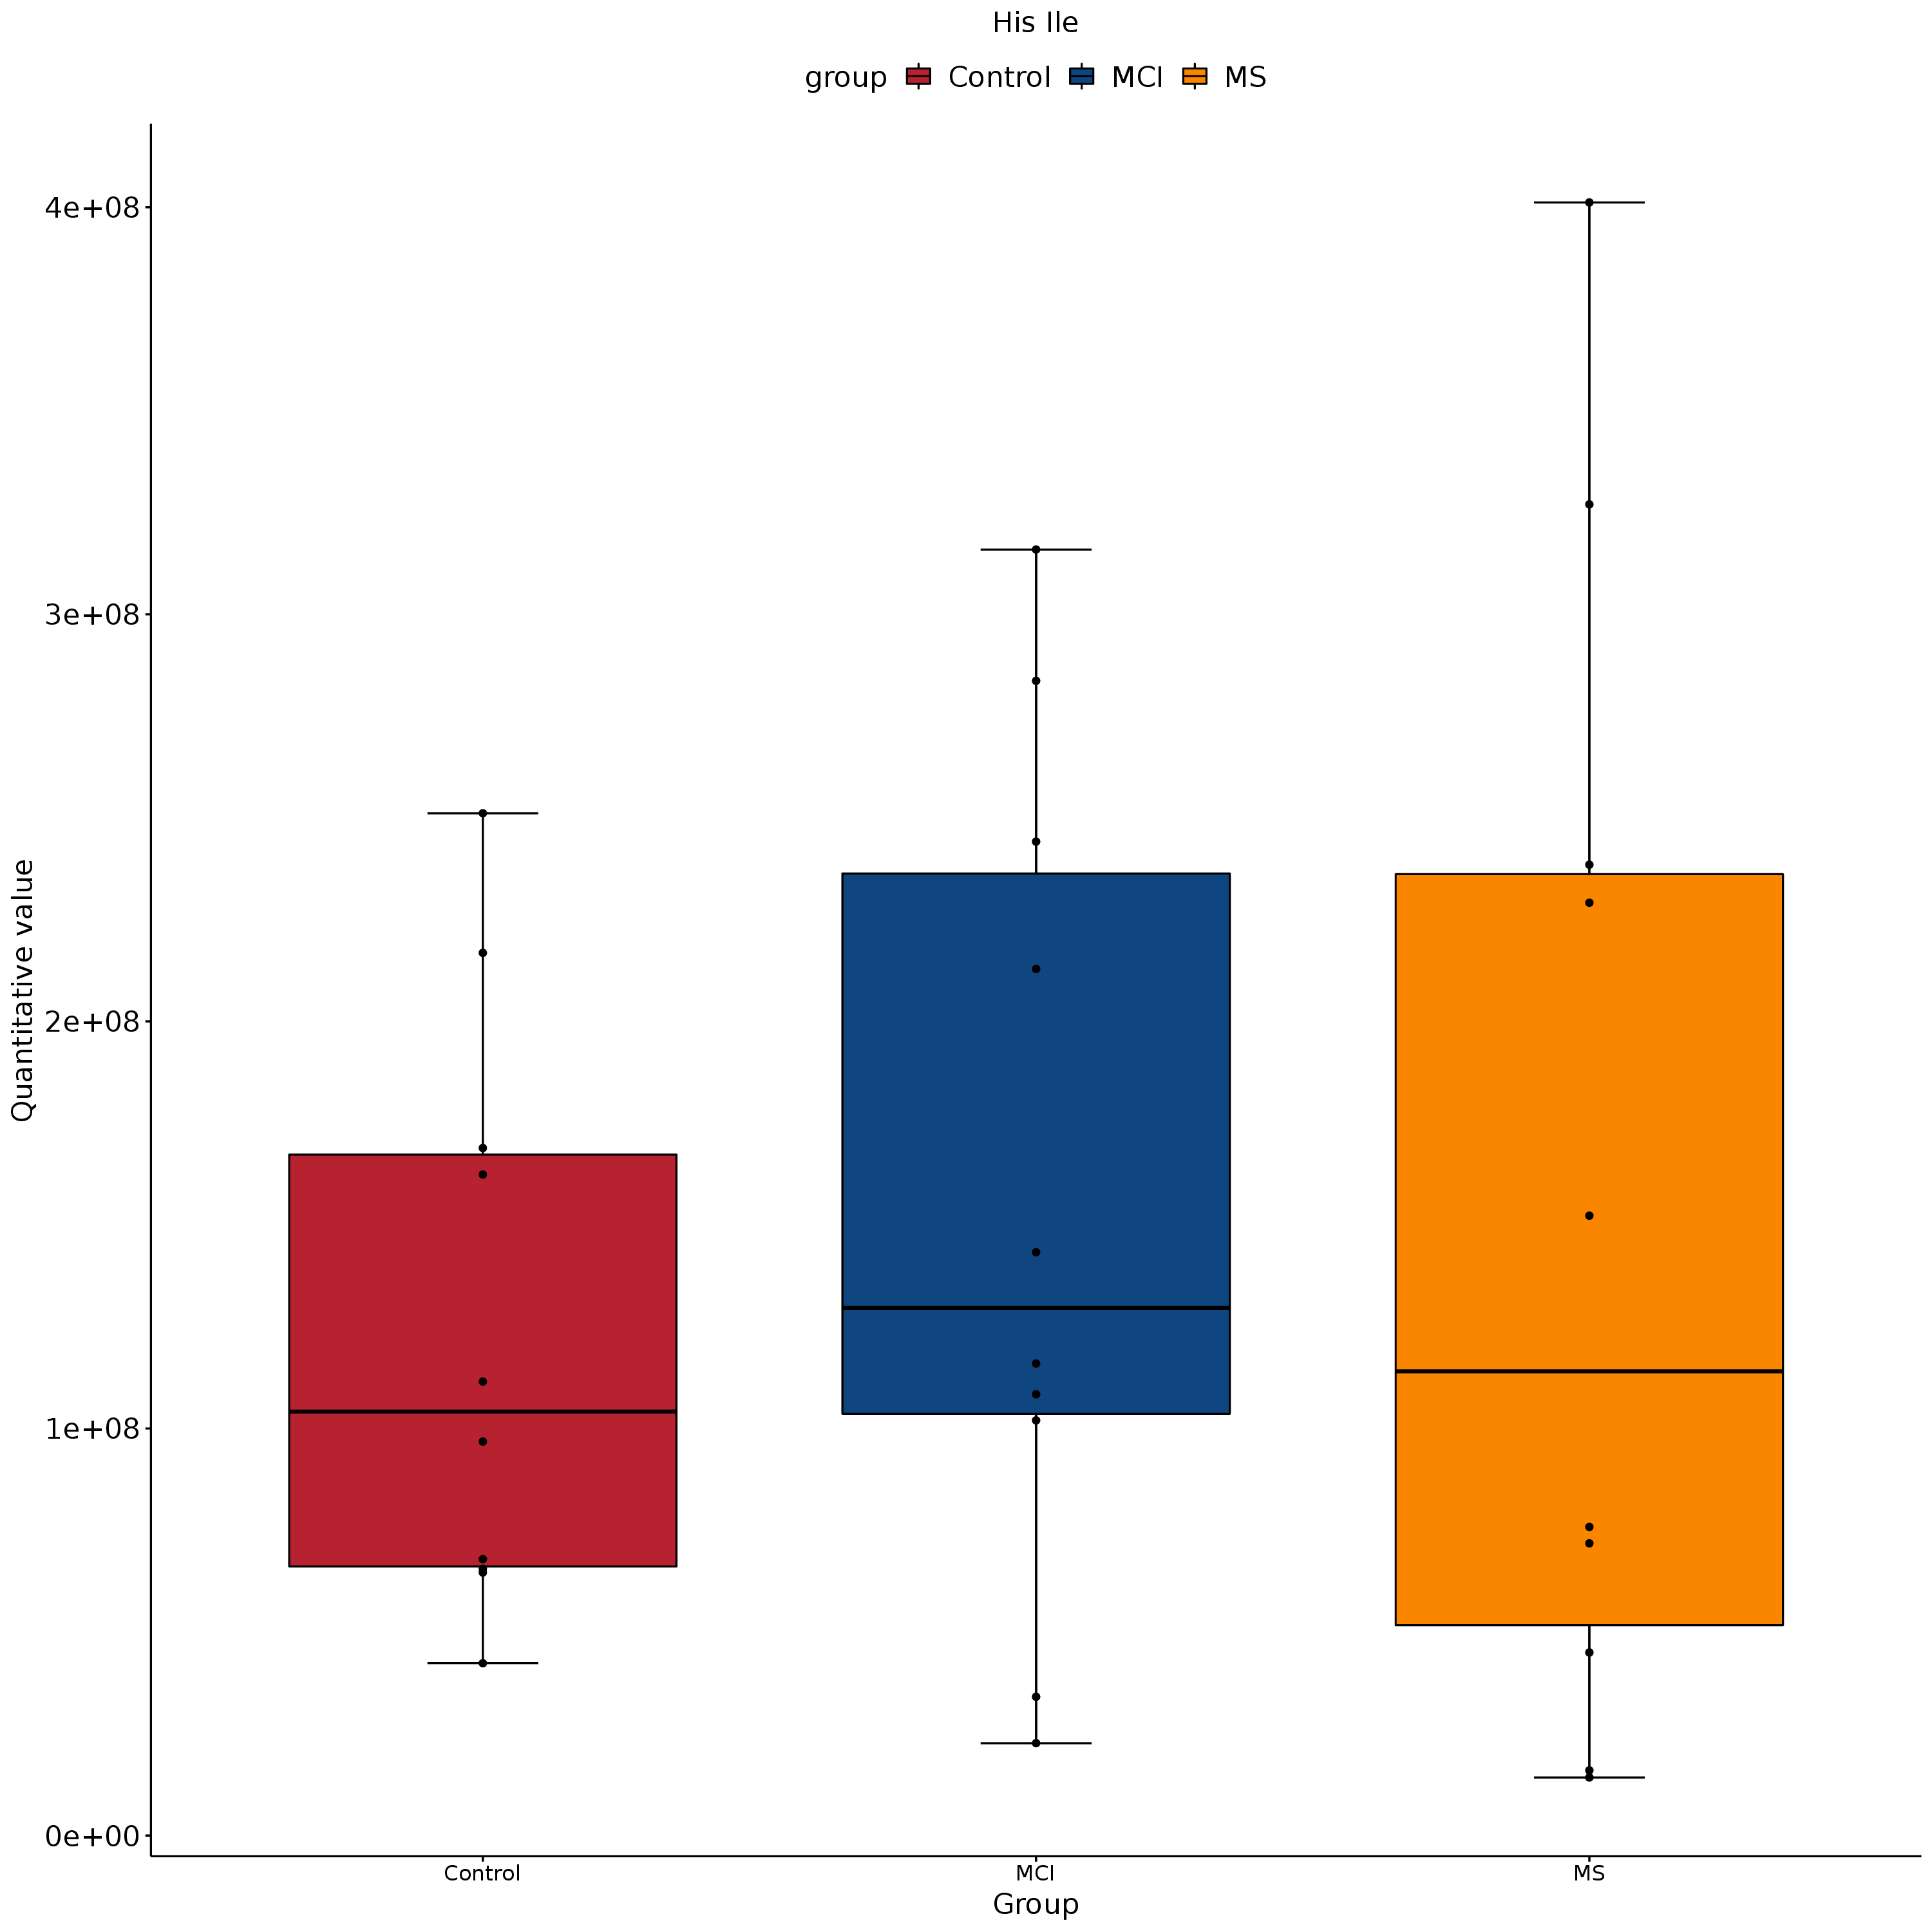 His Ile
group Control MCI MS
Quantitative value
4e+08
3e+08
2e+08
1e+08
0e+00
Control MCI MS
Group